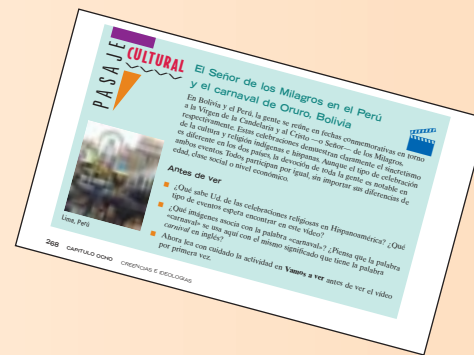 PASAJE
CULTURAL
El Señor de los Milagros en el Perú
y el carnaval de Oruro, Bolivia
En Bolivia y el Perú, la gente se reúne en fechas conmemorativas en torno
a la Virgen de la Candelaria y al Cristo —o Señor— de los Milagros,
respectivamente. Estas celebraciones demuestran claramente el sincretismo
de la cultura y religión indígenas e hispanas. Aunque el tipo de celebración
es diferente en los dos países, la devoción de toda la gente es notable en
ambos eventos. Todos participan por igual, sin importar sus diferencias de
edad, clase social o nivel económico.
Antes de ver
¿Qué sabe Ud. de las celebraciones religiosas en Hispanoamérica? ¿Qué
tipo de eventos espera encontrar en este vídeo?
¿Qué imágenes asocia con la palabra «carnaval»? ¿Piensa que la palabra
«carnaval» se usa aquí con el mismo significado que tiene la palabra
carnival en inglés?
Ahora lea con cuidado la actividad en Vamos a ver antes de ver el vídeo
por primera vez.
Lima, Perú
268 CAPITULO OCHO CREENCIAS E IDEOLOGIAS